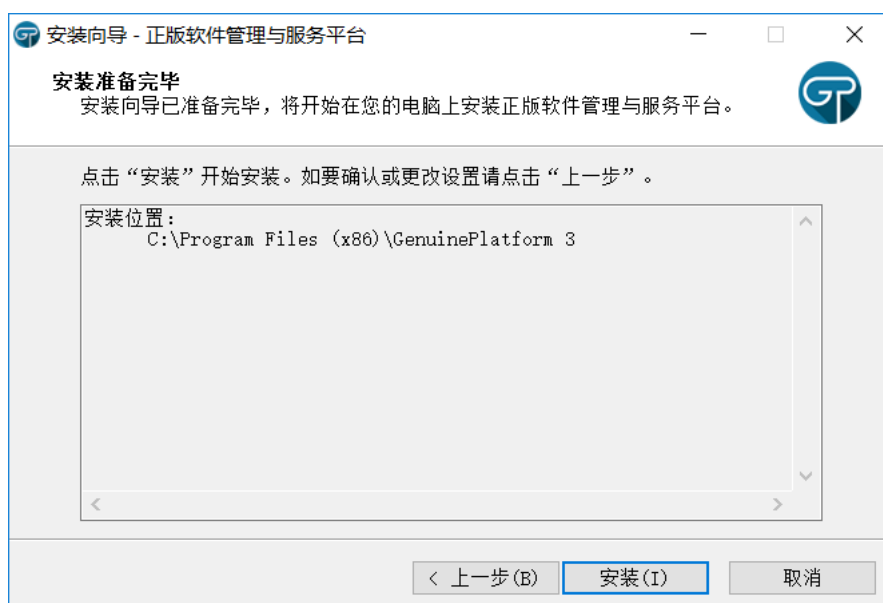 安装向导 - 正版软件管理与服务平台
安装准备完毕
安装向导已准备完毕，将开始在您的电脑上安装正版软件管理与服务平台。
点击“安装”开始安装。如要确认或更改设置请点击“上一步”。
安装位置：
C:\Program Files (x86)\GenuinePlatform 3
< 上一步(B) 安装(I) 取消